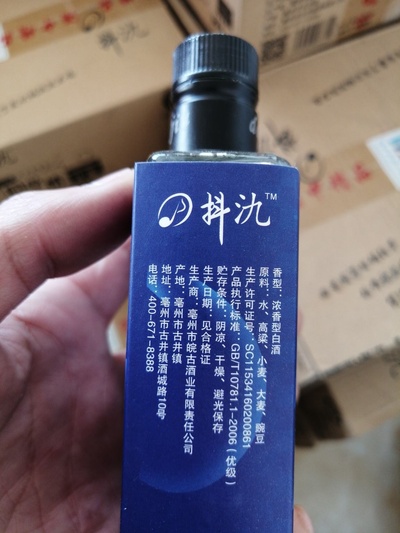 抖氿™
香型：浓香型白酒
原料：水、高粱、小麦、大麦、豌豆
生产许可证号：SC11534160200861
产品执行标准：GB/T10781.1-2006（优级）
贮存条件：阴凉、干燥、避光保存
生产日期：见合格证
生产商：亳州市皖古酒业有限责任公司
产地：亳州市古井镇
地址：亳州市古井镇酒城路10号
电话：400-671-8388
抖氿